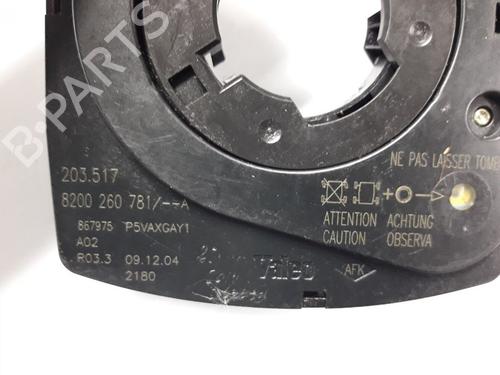 B-PARTS
203.517
8200 260 781/--A
867975 P5VAXGAY1
A02
R03.3 09.12.04
2180
NE PAS LAISSER TOMB
ATTENTION ACHTUNG
CAUTION OBSERVA
Valeo
AFK